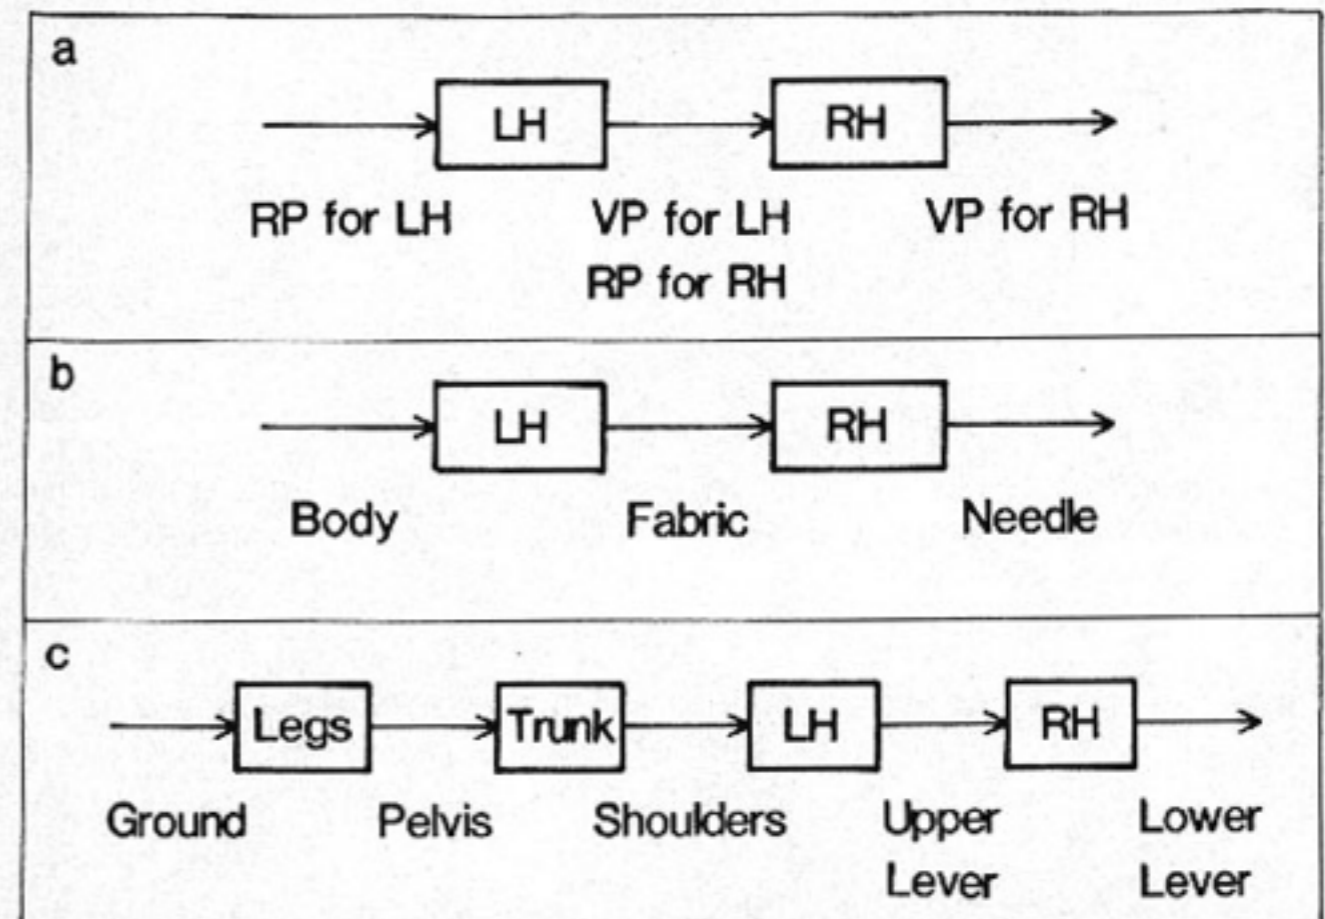 a
LH RH
RP for LH VP for LH VP for RH
RP for RH
b
LH RH
Body Fabric Needle
c
Legs Trunk LH RH
Ground Pelvis Shoulders Upper Lower
Lever Lever